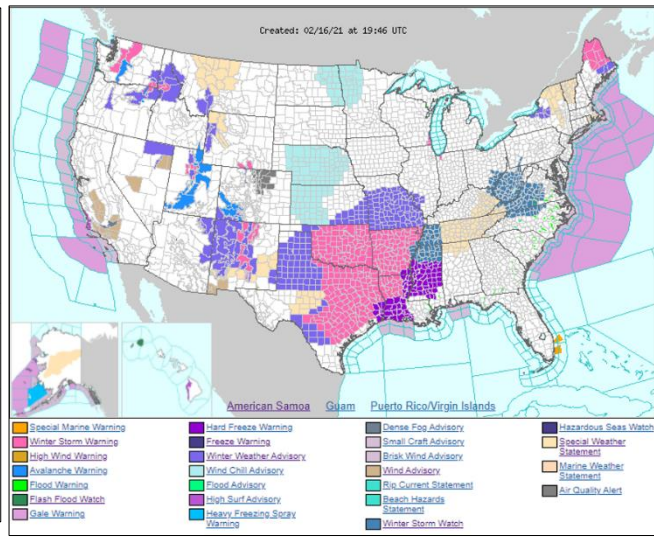 Created: 02/16/21 at 19:46 UTC
American Samoa Guam Puerto Rico/Virgin Islands
Special Marine Warning
Winter Storm Warning
High Wind Warning
Avalanche Warning
Flood Warning
Flash Flood Watch
Gale Warning
Hard Freeze Warning
Freeze Warning
Winter Weather Advisory
Wind Chill Advisory
Flood Advisory
High Surf Advisory
Heavy Freezing Spray
Warning
Dense Fog Advisory
Small Craft Advisory
Brisk Wind Advisory
Wind Advisory
Rip Current Statement
Beach Hazards
Statement
Winter Storm Watch
Hazardous Seas Watch
Special Weather
Statement
Marine Weather
Statement
Air Quality Alert